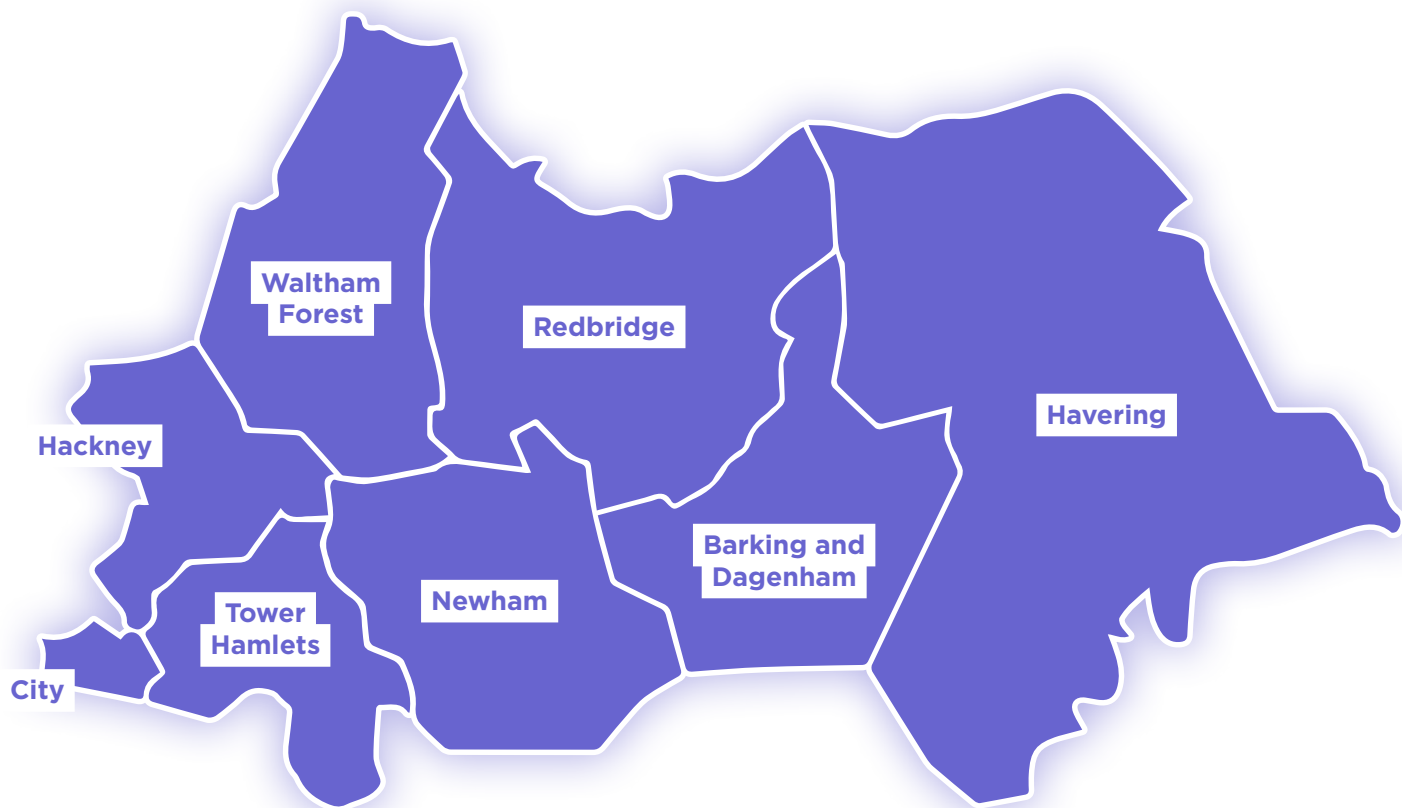 Waltham
Forest
Redbridge
Havering
Hackney
Barking and
Dagenham
Newham
Tower
Hamlets
City